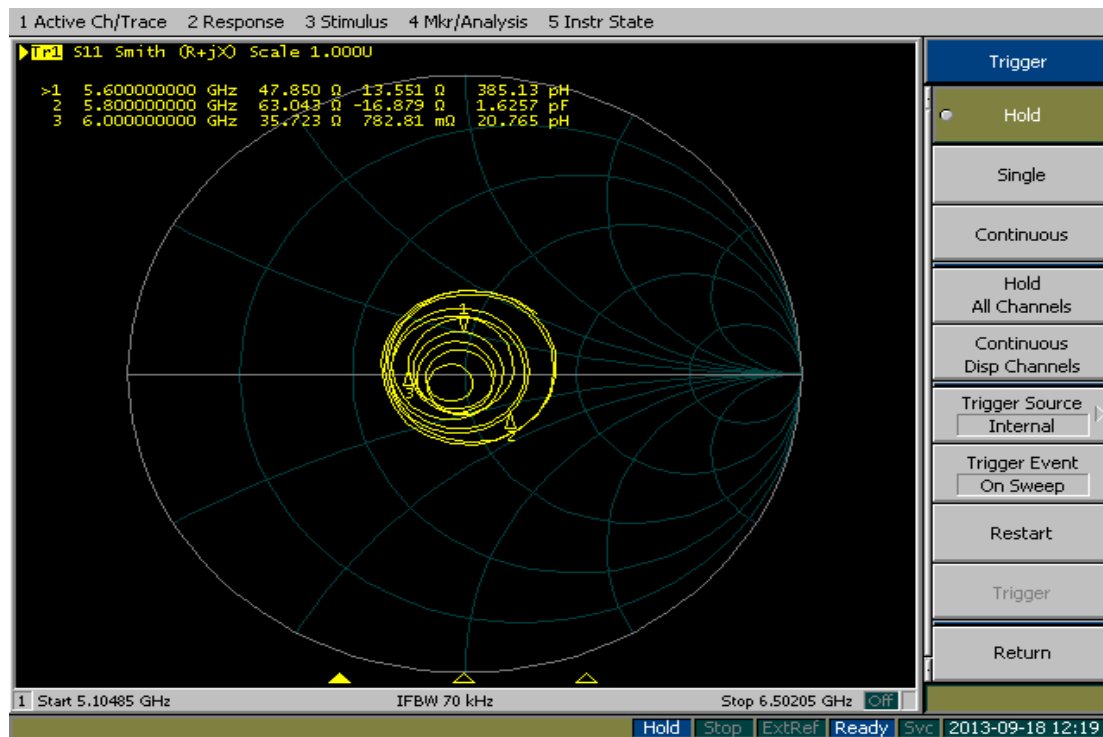 1 Active Ch/Trace 2 Response 3 Stimulus 4 Mkr/Analysis 5 Instr State
Tr1 S11 Smith (R+jX) Scale 1.000U
>1 5.600000000 GHz 47.850 Ω 13.551 Ω 385.13 pH
2 5.800000000 GHz 63.043 Ω -16.879 Ω 1.6257 pF
3 6.000000000 GHz 35.723 Ω 782.81 mΩ 20.765 pH
1
3
2
Trigger
Hold
Single
Continuous
Hold
All Channels
Continuous
Disp Channels
Trigger Source
Internal
Trigger Event
On Sweep
Restart
Trigger
Return
1 Start 5.10485 GHz IFBW 70 kHz Stop 6.50205 GHz Off
Hold Stop ExtRef Ready Svc 2013-09-18 12:19